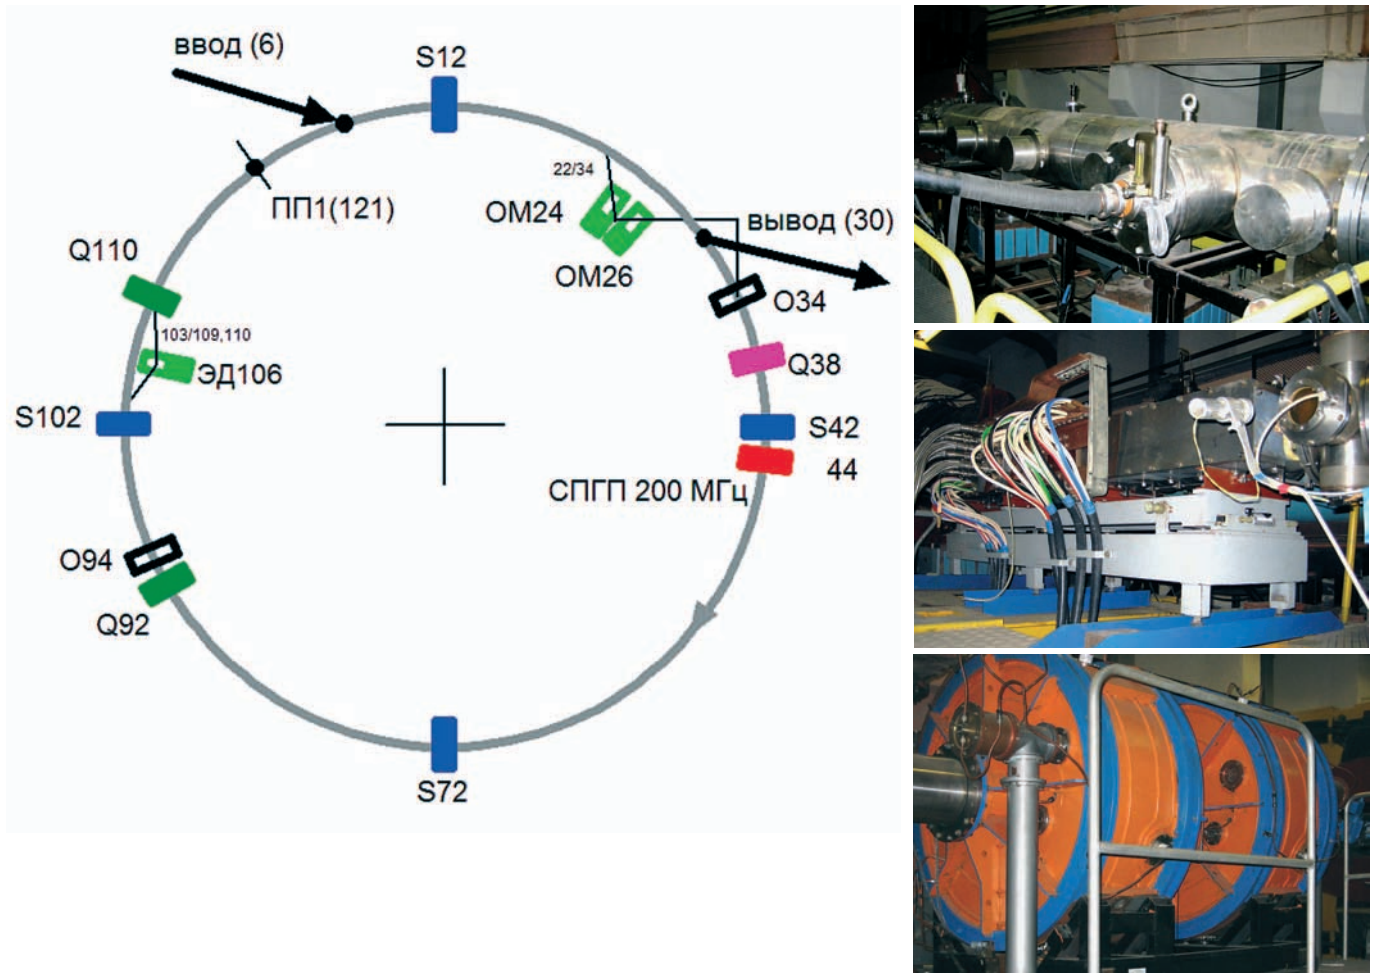 ввод (6)
S12
22/34
ПП1(121)
ОМ24
вывод (30)
Q110
ОМ26
О34
103/109,110
Q38
ЭД106
S102
S42
44
СПГП 200 МГц
О94
Q92
S72